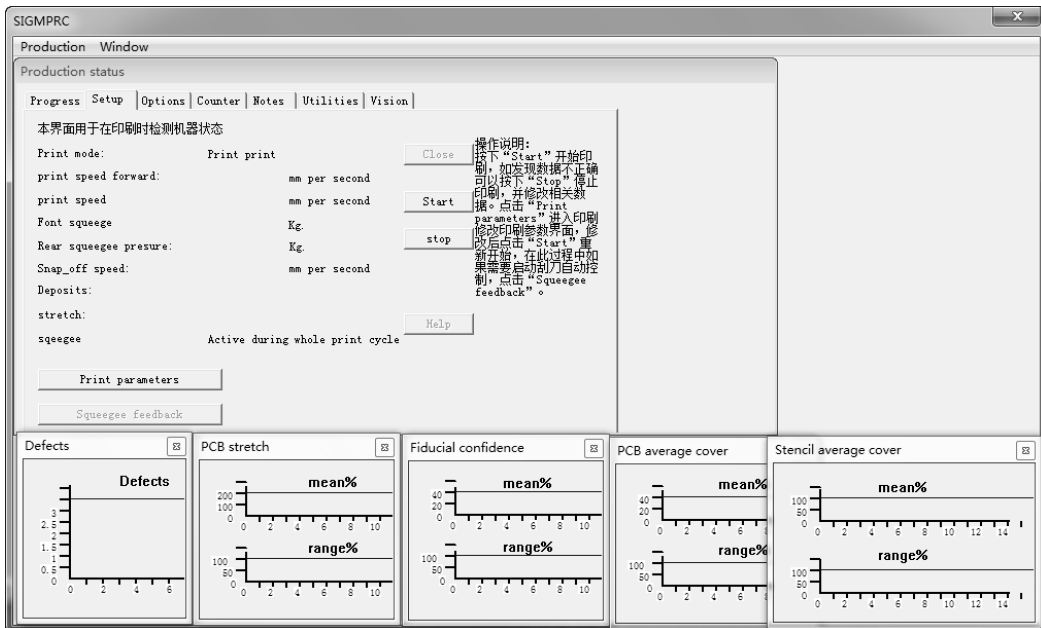 SIGMPRC
Production Window
Production status
Progress Setup Options Counter Notes Utilities Vision
本界面用于在印刷时检测机器状态
Print mode: Print print
print speed forward: mm per second
print speed mm per second
Font squeege Kg.
Rear squeegee presure: Kg.
Snap_off speed: mm per second
Deposits:
stretch:
sqeegee Active during whole print cycle
Print parameters
Squeegee feedback
Close
Start
stop
Help
操作说明:
按下“Start”开始印
刷，如发现数据不正确
可以按下“Stop”停止
印刷，并修改相关数
据。点击“Print
parameters”进入印刷
修改印刷参数界面，修
改后点击“Start”重
新开始，在此过程中如
果需要启动刮刀自动控
制，点击“Squeegee
feedback”。
Defects
Defects
3
2.5
2
1.5
1
0.5
0
0 2 4 6
PCB stretch
mean%
200
100
0
0 2 4 6 8 10
range%
100
50
0
0 2 4 6 8 10
Fiducial confidence
mean%
40
20
0
0 2 4 6 8 10
range%
100
50
0
0 2 4 6 8 10
PCB average cover
mean%
40
20
0
0 2 4 6
range%
100
50
0
0 2 4 6
Stencil average cover
mean%
100
50
0
0 2 4 6 8 10 12 14
range%
100
50
0
0 2 4 6 8 10 12 14